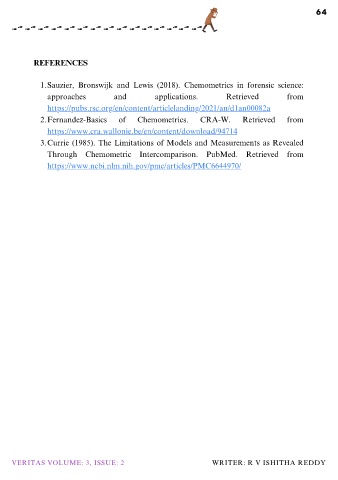 64
REFERENCES
1. Sauzier, Bronswijk and Lewis (2018). Chemometrics in forensic science:
approaches and applications. Retrieved from
https://pubs.rsc.org/en/content/articlelanding/2021/an/d1an00082a
2. Fernandez-Basics of Chemometrics. CRA-W. Retrieved from
https://www.cra.wallonie.be/en/content/download/94714
3. Currie (1985). The Limitations of Models and Measurements as Revealed
Through Chemometric Intercomparison. PubMed. Retrieved from
https://www.ncbi.nlm.nih.gov/pmc/articles/PMC6644970/
VERITAS VOLUME: 3, ISSUE: 2 WRITER: R V ISHITHA REDDY